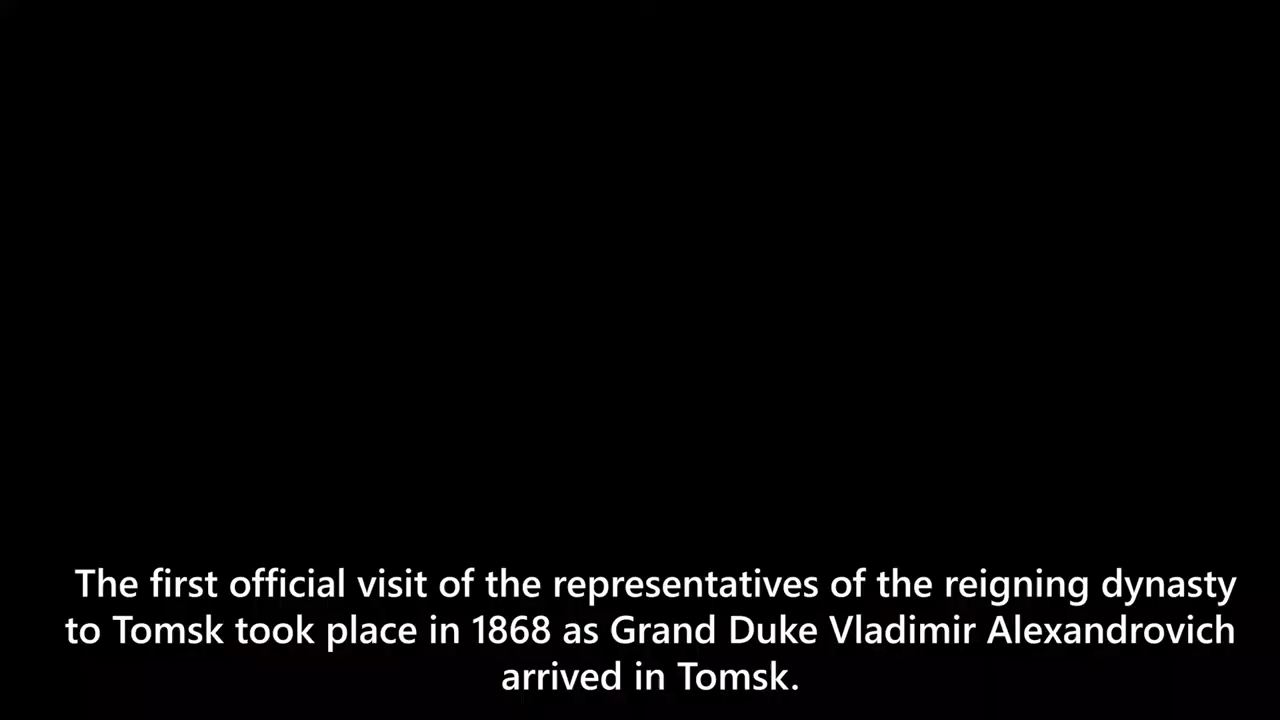 The first official visit of the representatives of the reigning dynasty
to Tomsk took place in 1868 as Grand Duke Vladimir Alexandrovich
arrived in Tomsk.